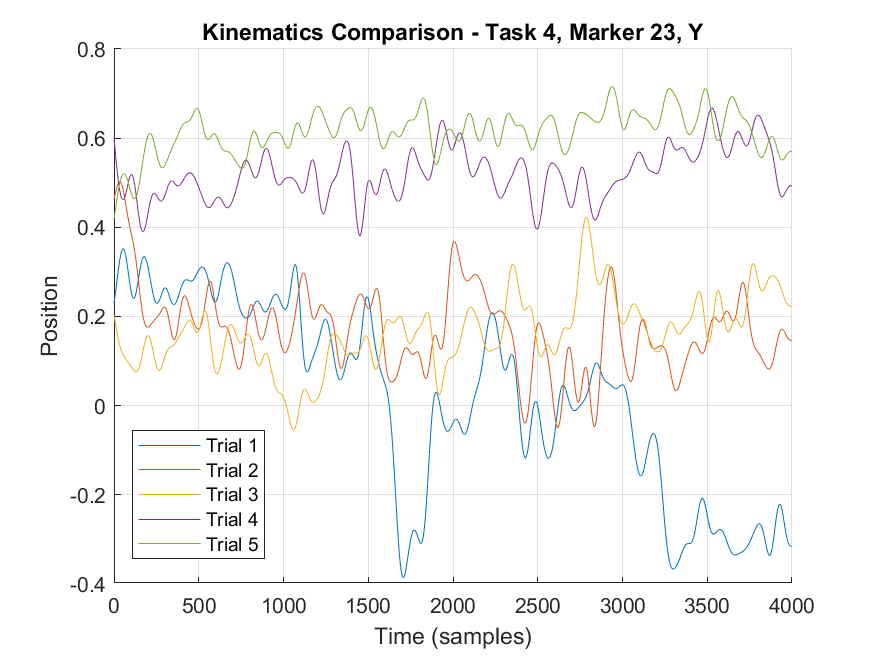 Kinematics Comparison - Task 4, Marker 23, Y
0.8
0.6
0.4
0.2
0
-0.2
-0.4
Position
Trial 1
Trial 2
Trial 3
Trial 4
Trial 5
0 500 1000 1500 2000 2500 3000 3500 4000
Time (samples)